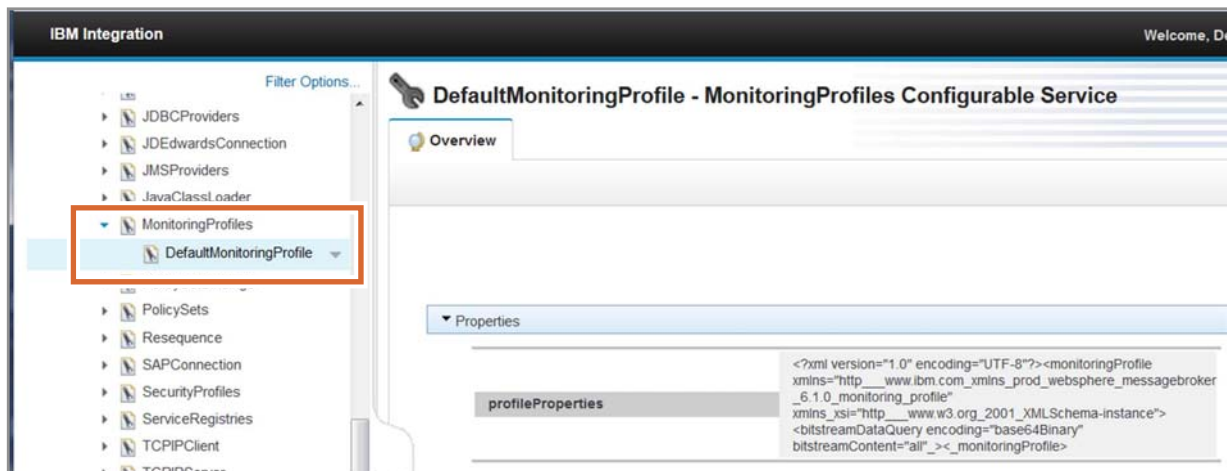 IBM Integration
Welcome, De
Filter Options...
JDBCProviders
JDEdwardsConnection
JMSProviders
JavaClassLoader
MonitoringProfiles
DefaultMonitoringProfile
PolicySets
Resequence
SAPConnection
SecurityProfiles
ServiceRegistries
TCPIPClient
DefaultMonitoringProfile - MonitoringProfiles Configurable Service
Overview
Properties
profileProperties
<?xml version="1.0" encoding="UTF-8"?><monitoringProfile
xmlns="http___www.ibm.com_xmlns_prod_websphere_messagebroker
_6.1.0_monitoring_profile"
xmlns_xsi="http___www.w3.org_2001_XMLSchema-instance">
<bitstreamDataQuery encoding="base64Binary"
bitstreamContent="all"_><_monitoringProfile>